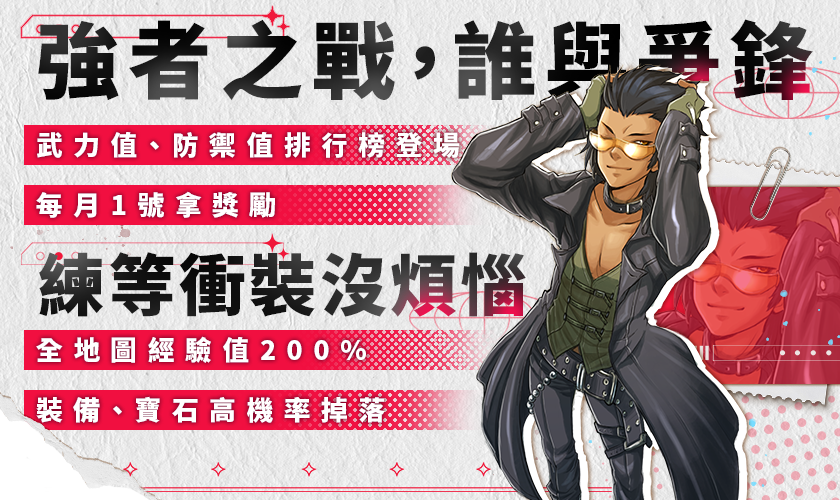 強者之戰，誰與爭鋒
武力值、防禦值排行榜登場
每月1號拿獎勵
練等衝裝沒煩惱
全地圖經驗值200%
裝備、寶石高機率掉落